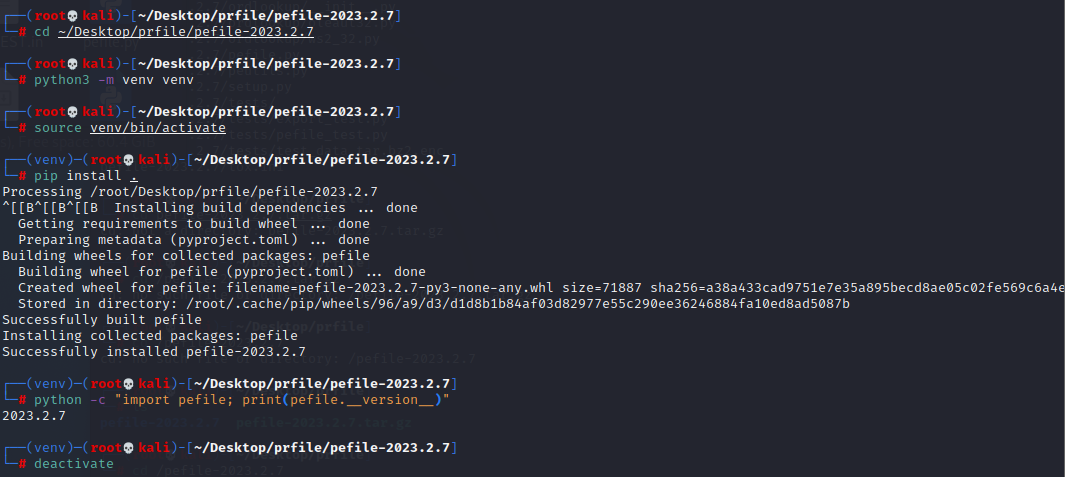 ┌──(root💀kali)-[~/Desktop/prfile/pefile-2023.2.7]
└─# cd ~/Desktop/prfile/pefile-2023.2.7
┌──(root💀kali)-[~/Desktop/prfile/pefile-2023.2.7]
└─# python3 -m venv venv
┌──(root💀kali)-[~/Desktop/prfile/pefile-2023.2.7]
└─# source venv/bin/activate
┌──(venv)─(root💀kali)-[~/Desktop/prfile/pefile-2023.2.7]
└─# pip install .
Processing /root/Desktop/prfile/pefile-2023.2.7
^[[B^[[B^[[B  Installing build dependencies ... done
  Getting requirements to build wheel ... done
  Preparing metadata (pyproject.toml) ... done
Building wheels for collected packages: pefile
  Building wheel for pefile (pyproject.toml) ... done
  Created wheel for pefile: filename=pefile-2023.2.7-py3-none-any.whl size=71887 sha256=a38a433cad9751e7e35a895becd8ae05c02fe569c6a4e
  Stored in directory: /root/.cache/pip/wheels/96/a9/d3/d1d8b1b84af03d82977e55c290ee36246884fa10ed8ad5087b
Successfully built pefile
Installing collected packages: pefile
Successfully installed pefile-2023.2.7
┌──(venv)─(root💀kali)-[~/Desktop/prfile/pefile-2023.2.7]
└─# python -c "import pefile; print(pefile.__version__)"
2023.2.7
┌──(venv)─(root💀kali)-[~/Desktop/prfile/pefile-2023.2.7]
└─# deactivate